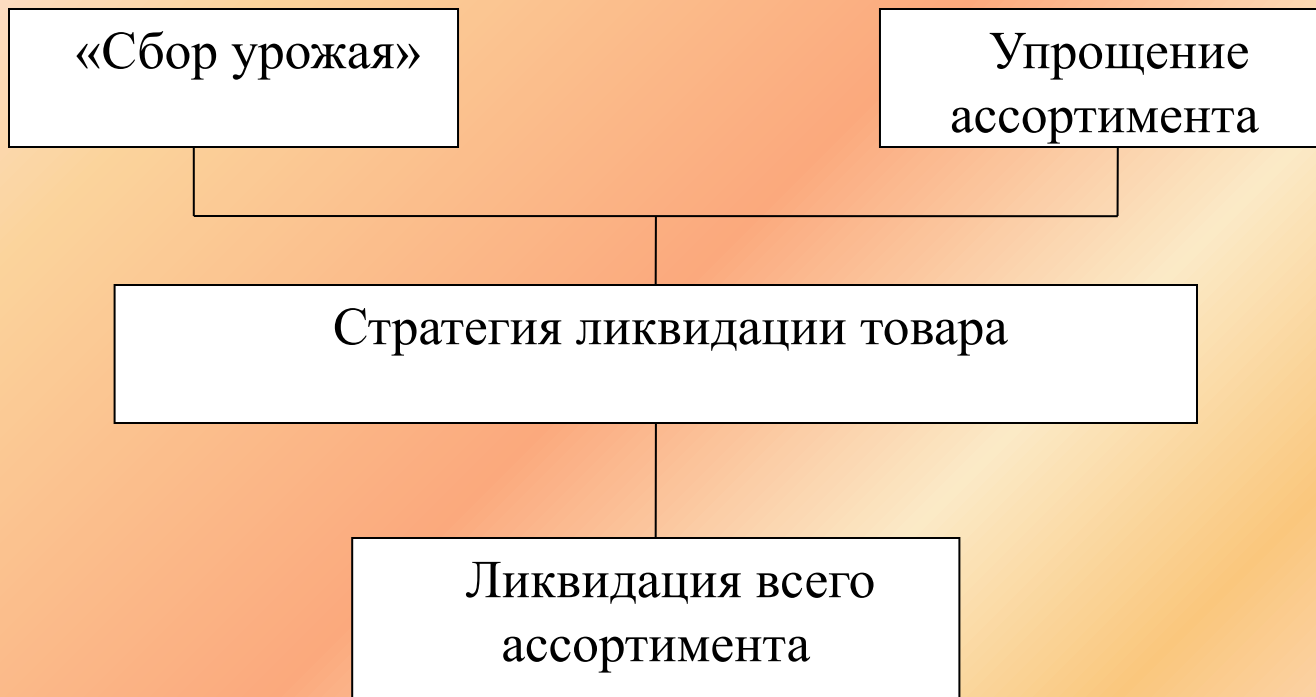 «Сбор урожая»
Упрощение
ассортимента
Стратегия ликвидации товара
Ликвидация всего
ассортимента